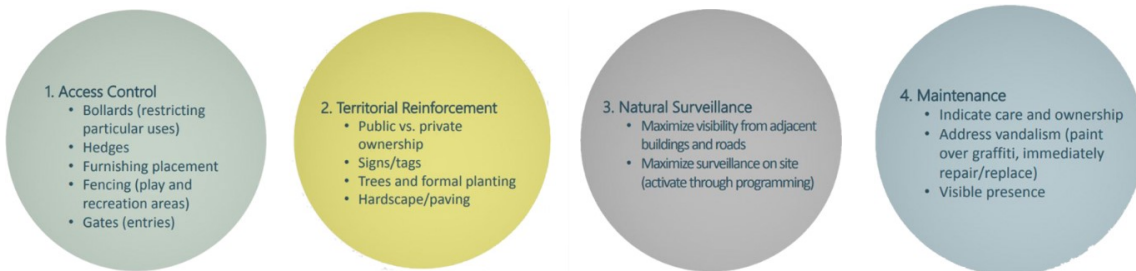 1. Access Control
• Bollards (restricting
particular uses)
• Hedges
• Furnishing placement
• Fencing (play and
recreation areas)
• Gates (entries)
2. Territorial Reinforcement
• Public vs. private
ownership
• Signs/tags
• Trees and formal planting
• Hardscape/paving
3. Natural Surveillance
• Maximize visibility from adjacent
buildings and roads
• Maximize surveillance on site
(activate through programming)
4. Maintenance
• Indicate care and ownership
• Address vandalism (paint
over graffiti, immediately
repair/replace)
• Visible presence